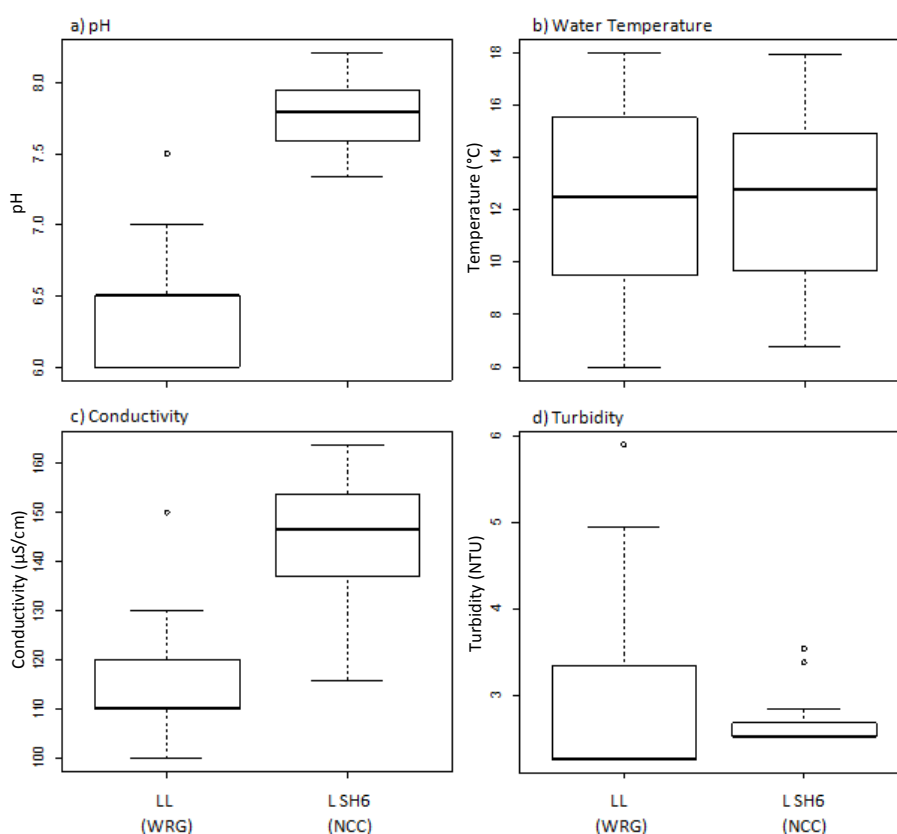 a) pH
8.0
7.5
7.0
6.5
6.0
pH
b) Water Temperature
18
16
14
12
10
8
6
Temperature (°C)
c) Conductivity
160
150
140
130
120
110
100
Conductivity (µS/cm)
d) Turbidity
6
5
4
3
Turbidity (NTU)
LL
(WRG)
L SH6
(NCC)
LL
(WRG)
L SH6
(NCC)